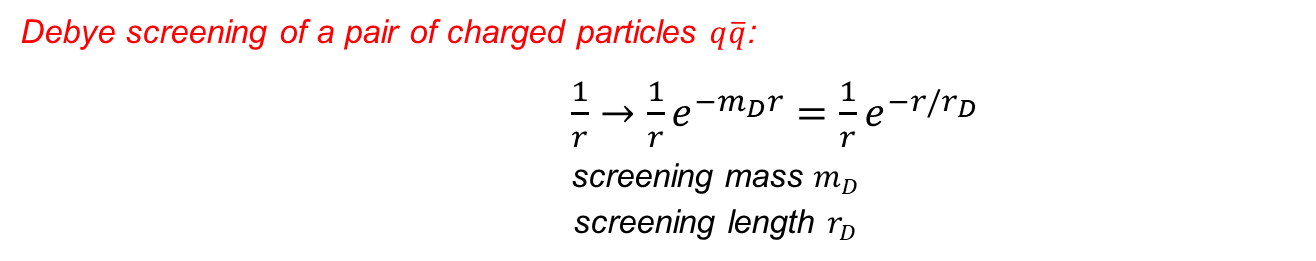 Debye screening of a pair of charged particles qq̄:
1/r → 1/r e^{−m_D r} = 1/r e^{−r/r_D}
screening mass m_D
screening length r_D